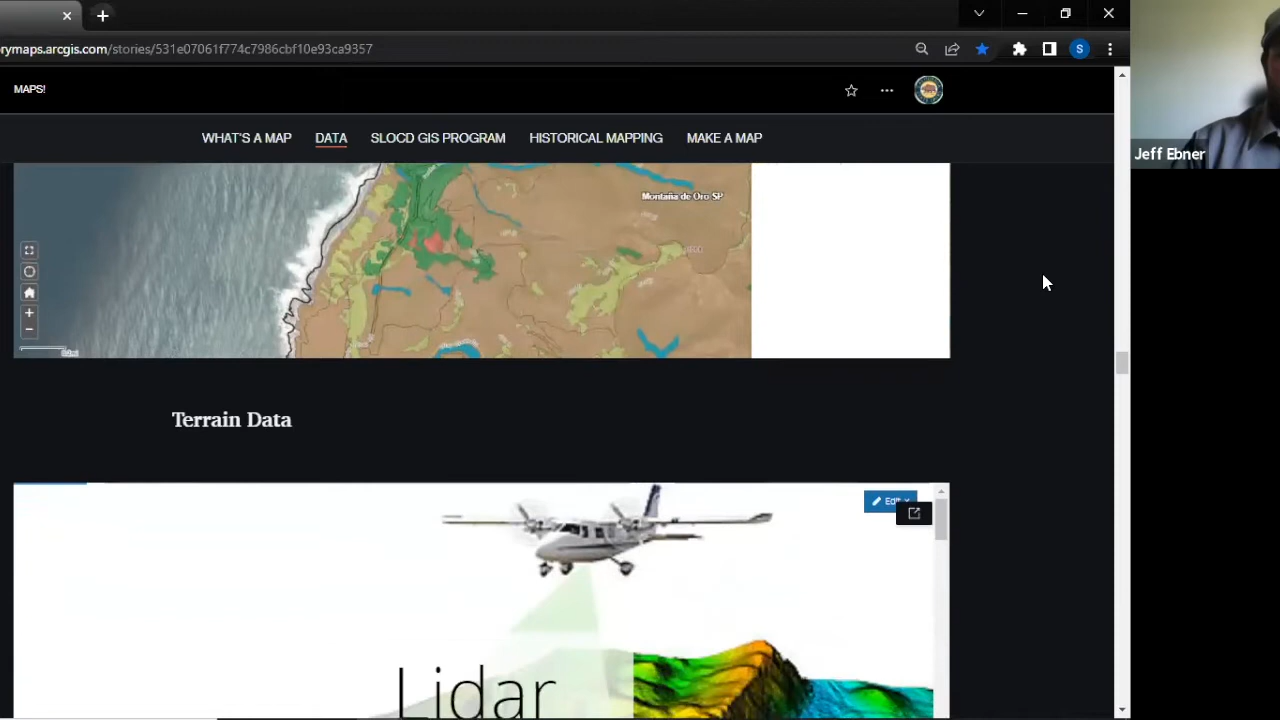 rymaps.arcgis.com/stories/531e07061f774c7986cbf10e93ca9357
S
MAPS!
WHAT'S A MAP DATA SLOCD GIS PROGRAM HISTORICAL MAPPING MAKE A MAP
Jeff Ebner
Montaña de Oro SP
Terrain Data
Edit
Lidar